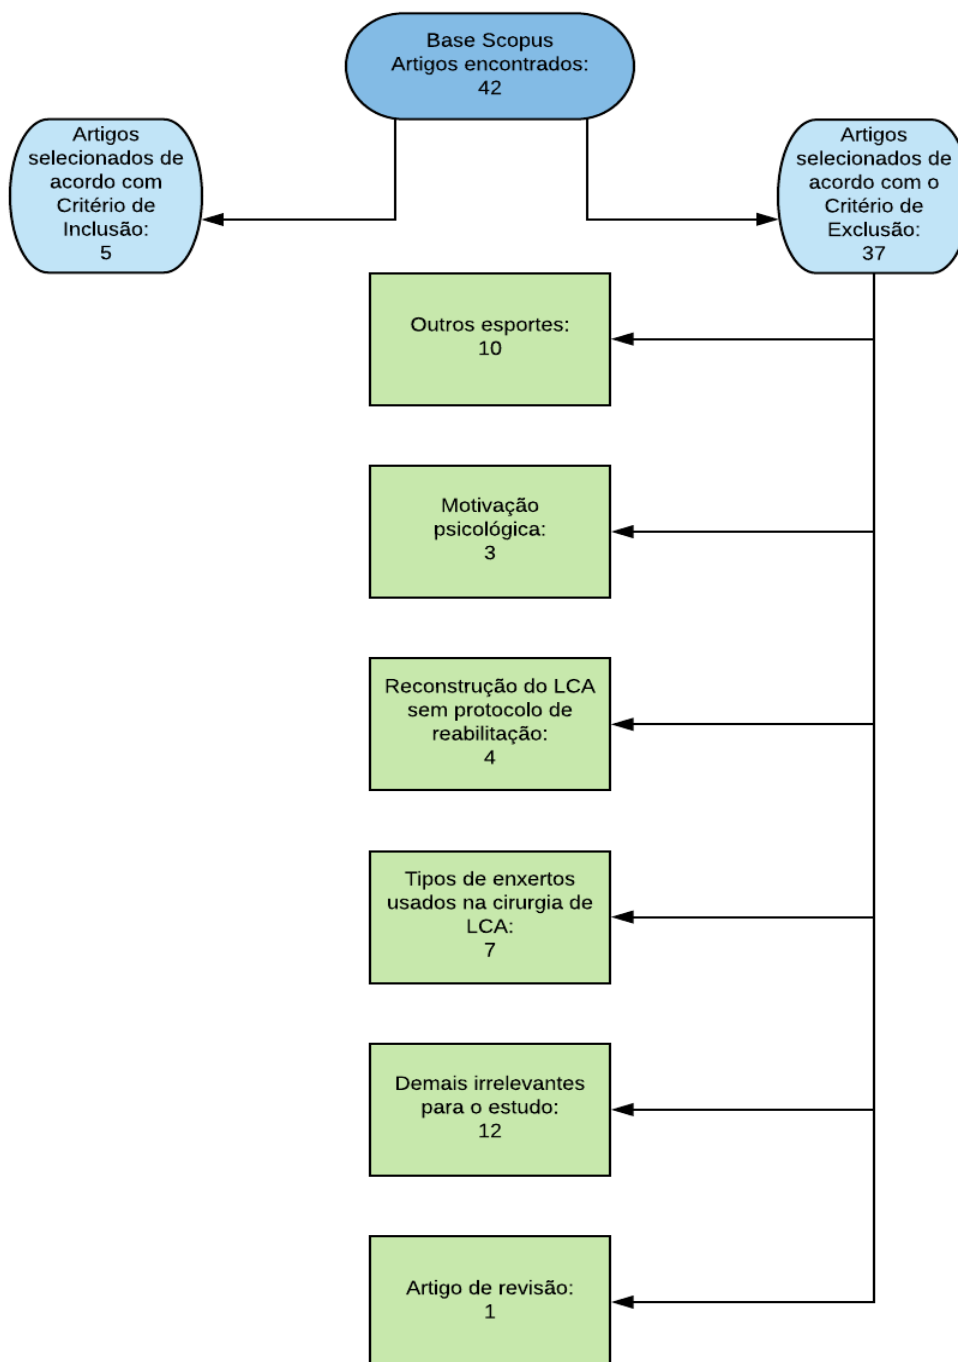 Base Scopus
Artigos encontrados:
42
Artigos
selecionados de
acordo com
Critério de
Inclusão:
5
Artigos
selecionados de
acordo com o
Critério de
Exclusão:
37
Outros esportes:
10
Motivação
psicológica:
3
Reconstrução do LCA
sem protocolo de
reabilitação:
4
Tipos de enxertos
usados na cirurgia de
LCA:
7
Demais irrelevantes
para o estudo:
12
Artigo de revisão:
1